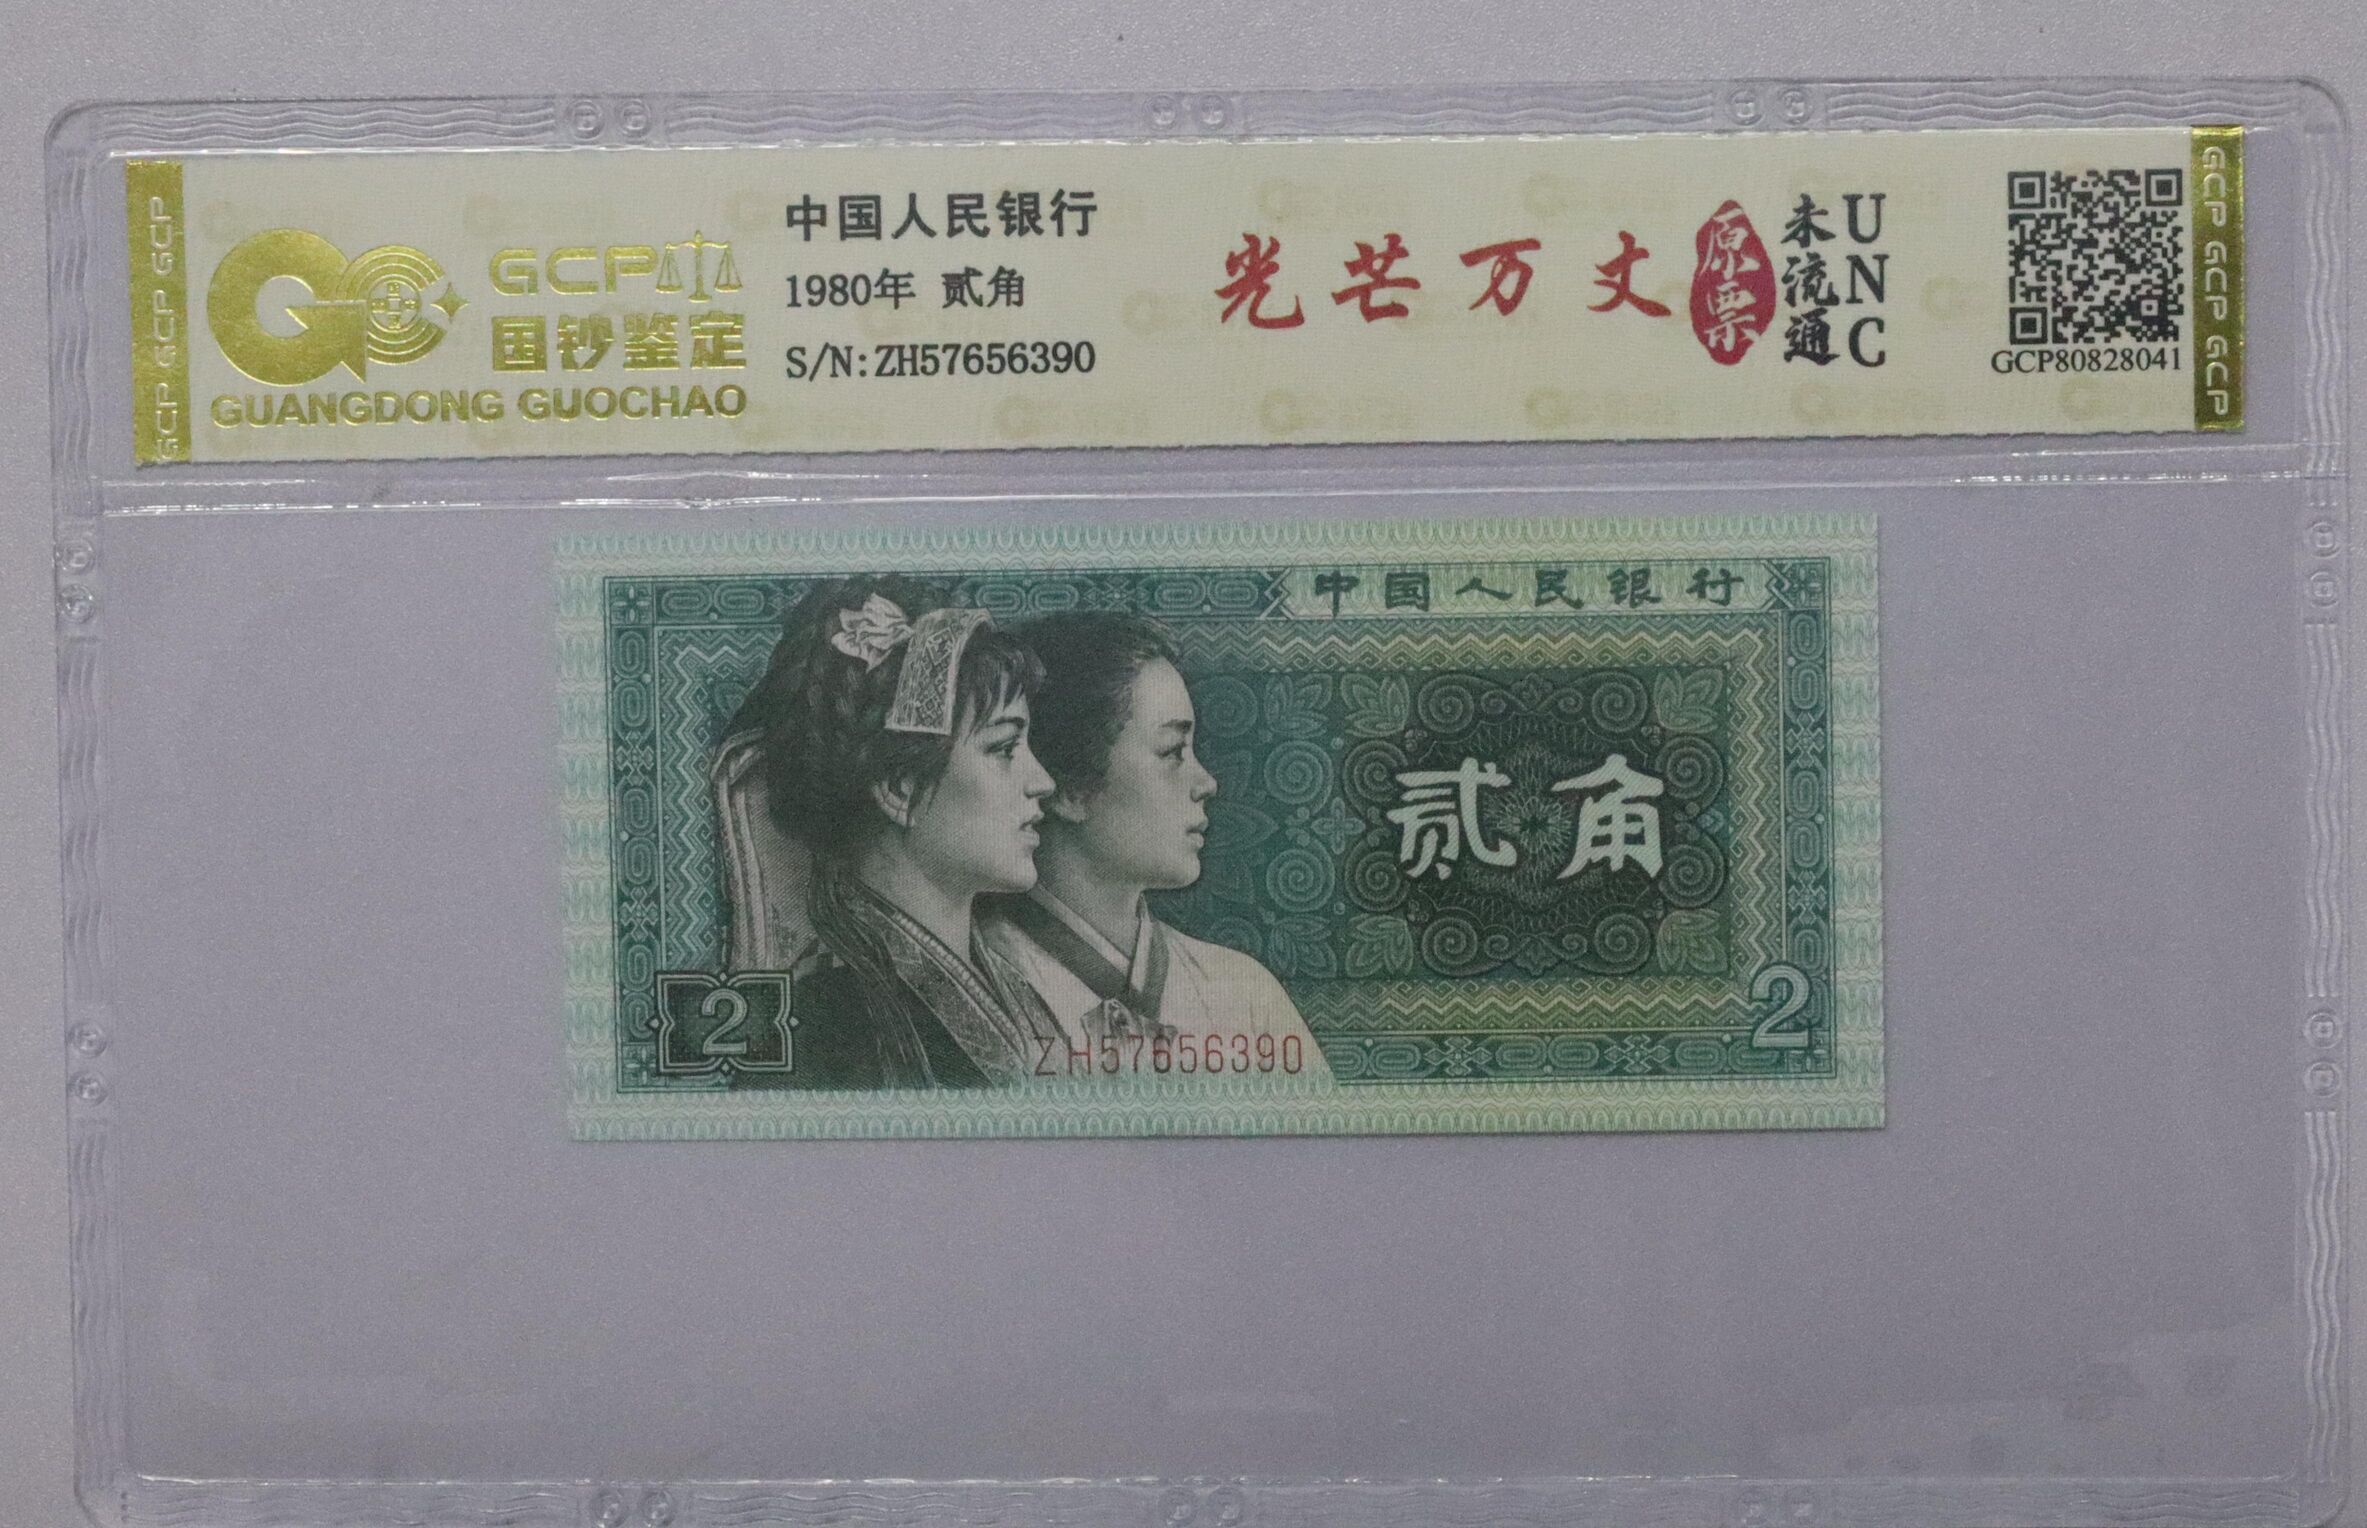 GCP GCP GCP
GCP
国钞鉴定
GUANGDONG GUOCHAO
中国人民银行
1980年 贰角
S/N:ZH57656390
光芒万丈
原票
未流通
UNC
GCP80828041
GCP GCP GCP
中国人民银行
贰角
2
2
ZH57656390